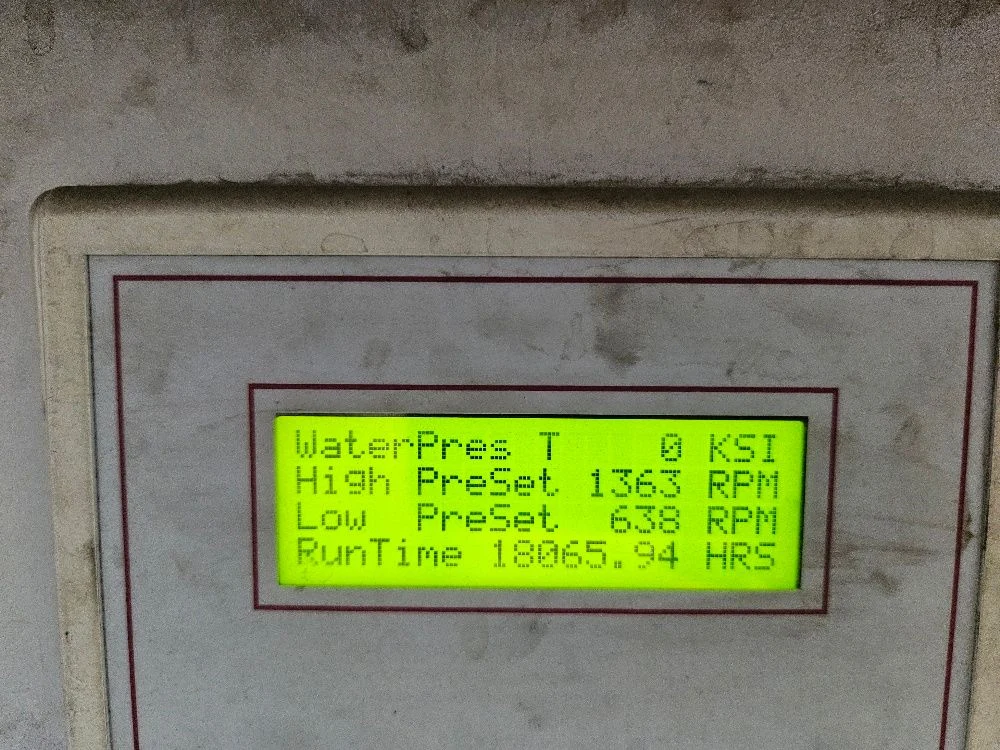 WaterPres T 0 KSI
High PreSet 1363 RPM
Low PreSet 638 RPM
RunTime 18065.94 HRS